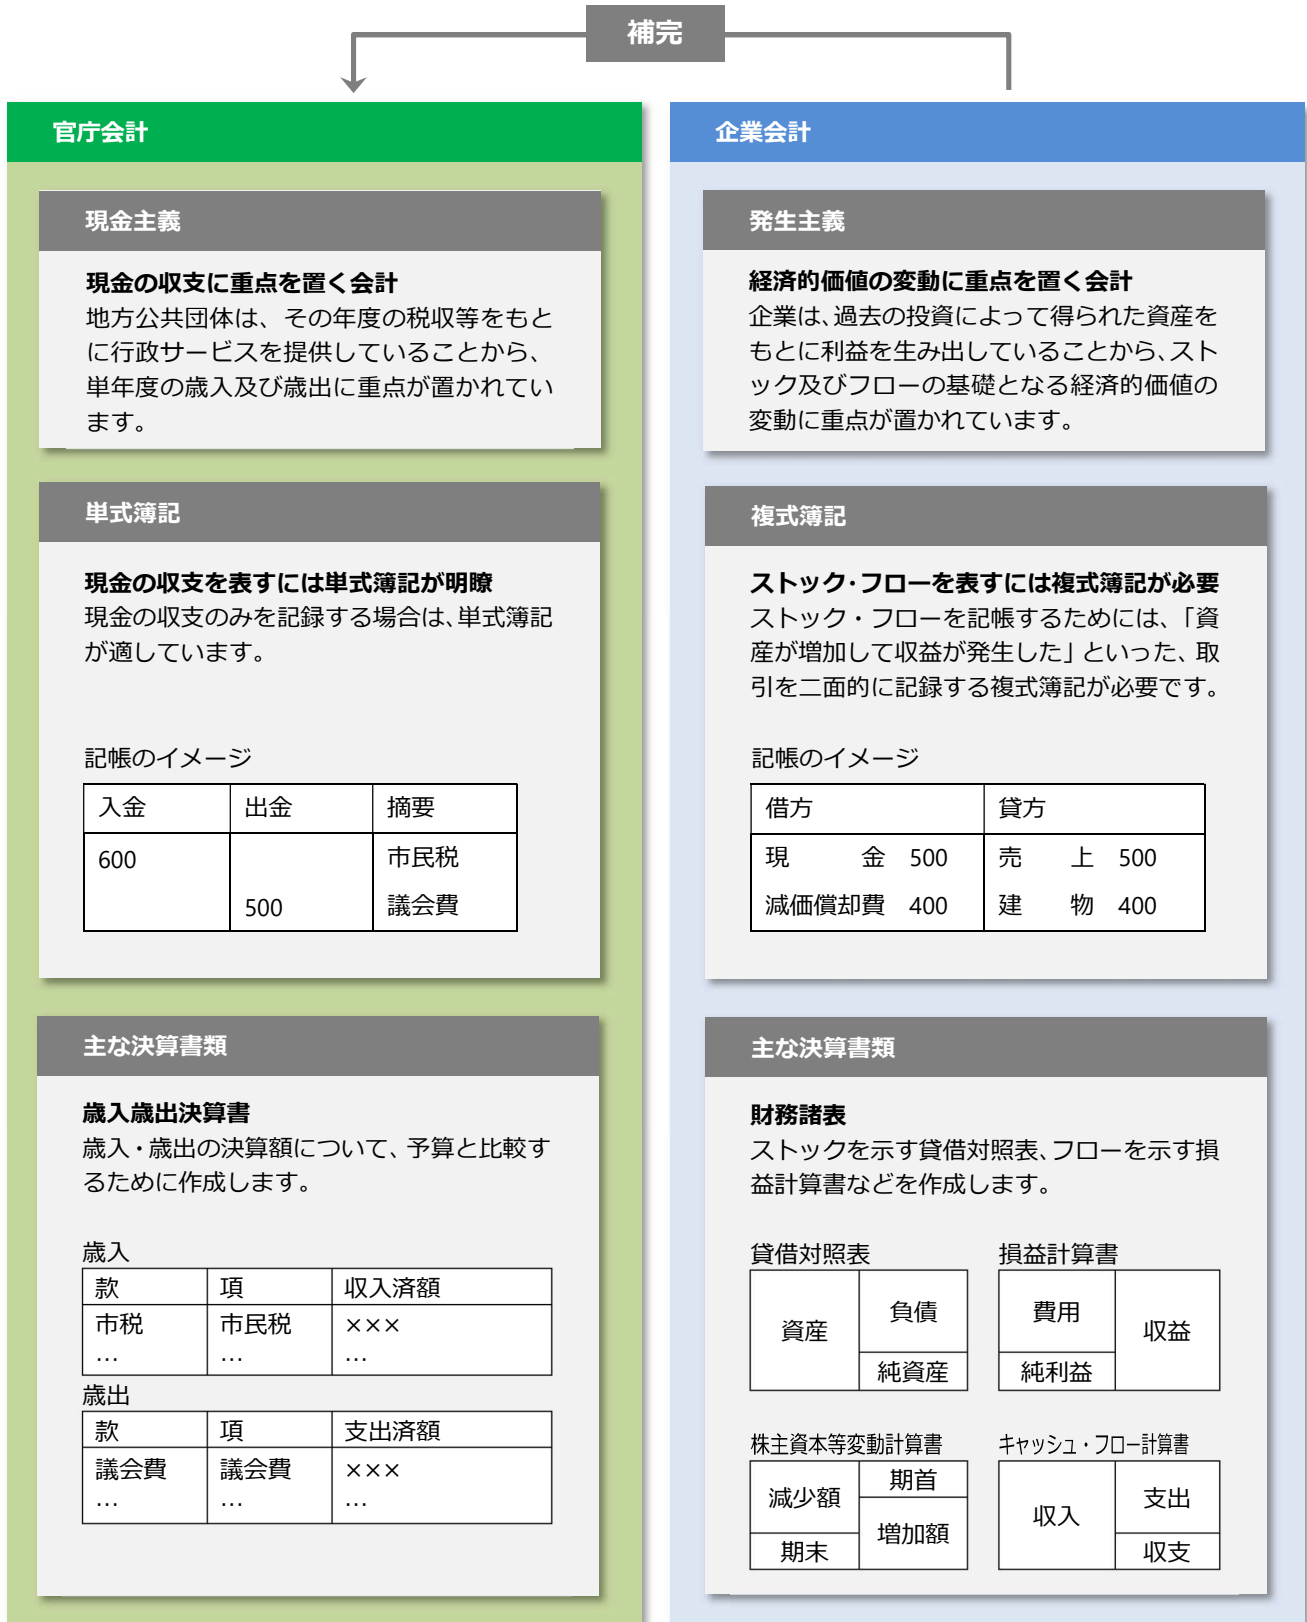 補完
官庁会計
現金主義
現金の収支に重点を置く会計
地方公共団体は、その年度の税収等をもと
に行政サービスを提供していることから、
単年度の歳入及び歳出に重点が置かれてい
ます。
単式簿記
現金の収支を表すには単式簿記が明瞭
現金の収支のみを記録する場合は、単式簿記
が適しています。
記帳のイメージ
入金 出金 摘要
600 市民税
500 議会費
主な決算書類
歳入歳出決算書
歳入・歳出の決算額について、予算と比較す
るために作成します。
歳入
款 項 収入済額
市税 市民税 ×××
… … …
歳出
款 項 支出済額
議会費 議会費 ×××
… … …
企業会計
発生主義
経済的価値の変動に重点を置く会計
企業は、過去の投資によって得られた資産を
もとに利益を生み出していることから、スト
ック及びフローの基礎となる経済的価値の
変動に重点が置かれています。
複式簿記
ストック・フローを表すには複式簿記が必要
ストック・フローを記帳するためには、「資
産が増加して収益が発生した」といった、取
引を二面的に記録する複式簿記が必要です。
記帳のイメージ
借方 貸方
現 金 500 売 上 500
減価償却費 400 建 物 400
主な決算書類
財務諸表
ストックを示す貸借対照表、フローを示す損
益計算書などを作成します。
貸借対照表
資産 負債
純資産
損益計算書
費用 収益
純利益
株主資本等変動計算書
減少額 期首
期末 増加額
キャッシュ・フロー計算書
収入 支出
収支